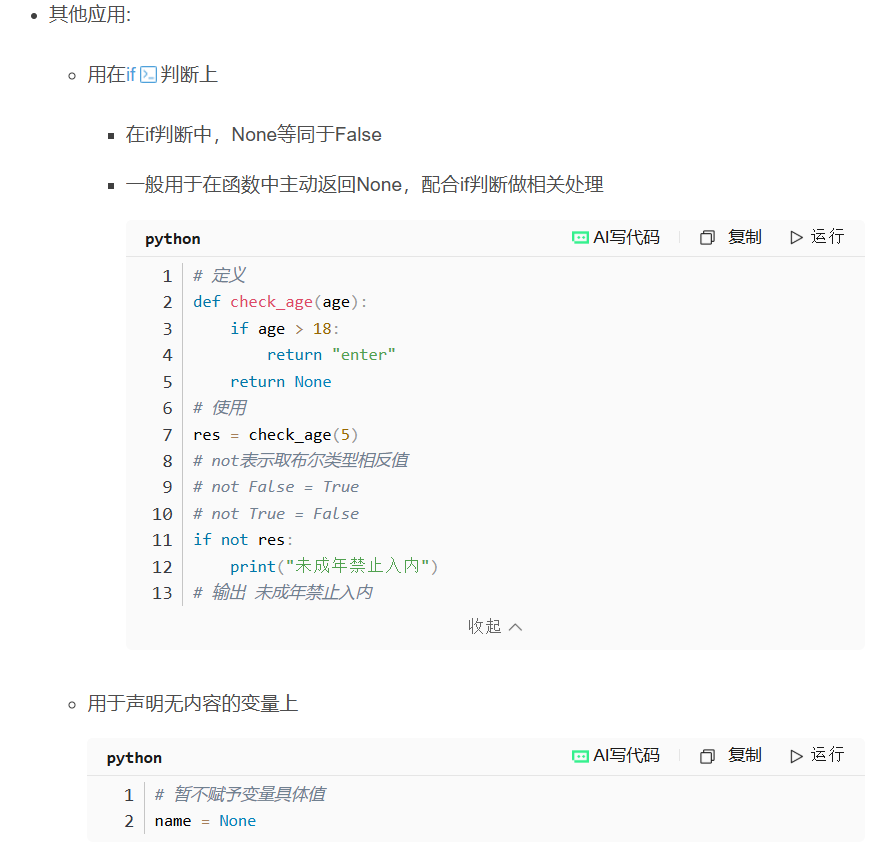 其他应用:
用在if判断上
在if判断中，None等同于False
一般用于在函数中主动返回None，配合if判断做相关处理
python AI写代码 复制 运行
1 # 定义
2 def check_age(age):
3     if age > 18:
4         return "enter"
5     return None
6 # 使用
7 res = check_age(5)
8 # not表示取布尔类型相反值
9 # not False = True
10 # not True = False
11 if not res:
12     print("未成年禁止入内")
13 # 输出 未成年禁止入内
收起
用于声明无内容的变量上
python AI写代码 复制 运行
1 # 暂不赋予变量具体值
2 name = None